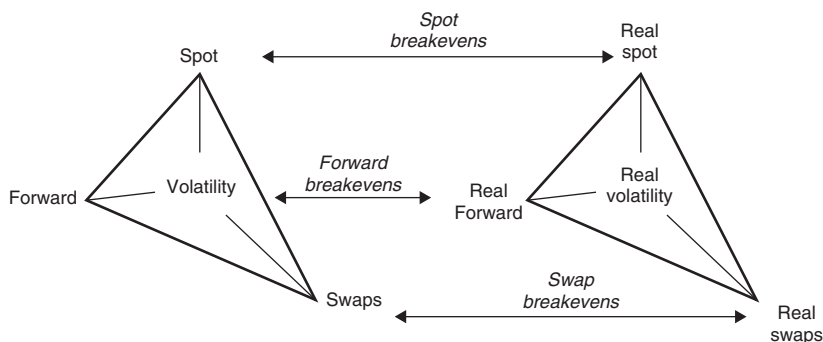 Spot
breakevens
Real
spot
Spot
Forward
breakevens
Forward
Volatility
Real
Forward
Real
volatility
Swap
breakevens
Swaps
Real
swaps